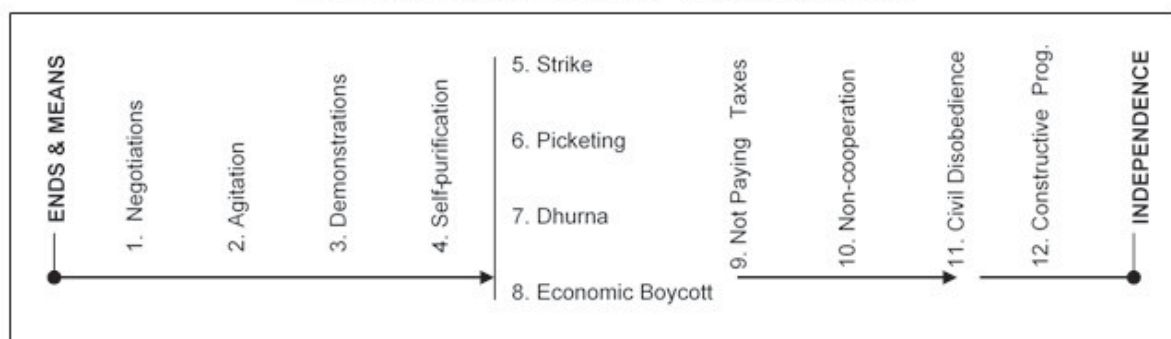 ENDS & MEANS
1. Negotiations
2. Agitation
3. Demonstrations
4. Self-purification
5. Strike
6. Picketing
7. Dhurna
8. Economic Boycott
9. Not Paying Taxes
10. Non-cooperation
11. Civil Disobedience
12. Constructive Prog.
INDEPENDENCE